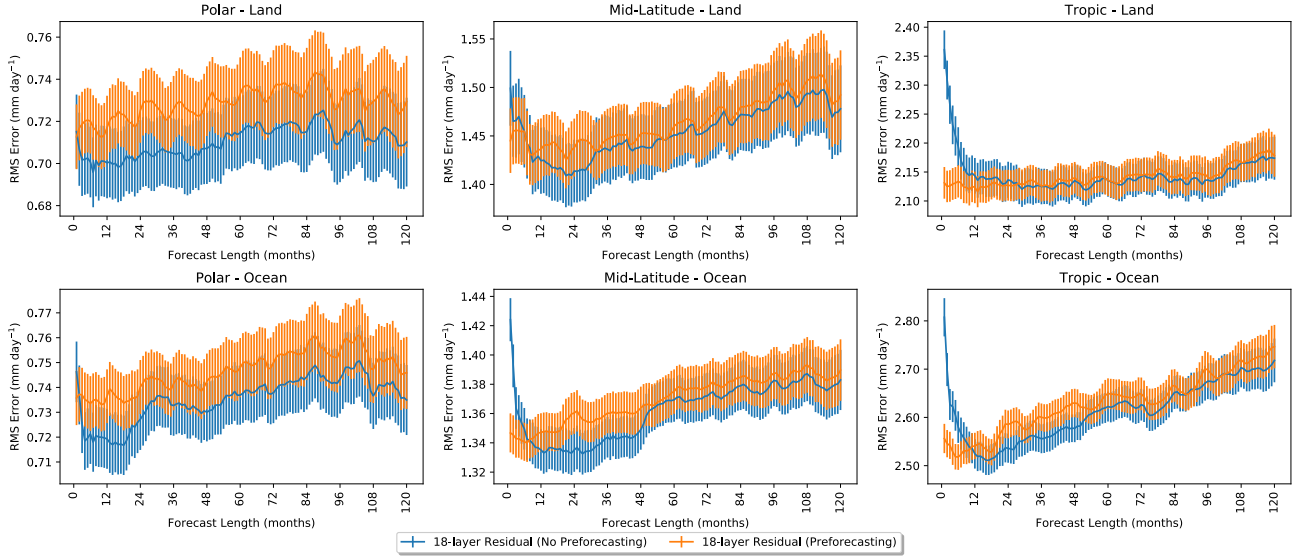 Polar - Land
RMS Error (mm day⁻¹)
0.76
0.74
0.72
0.70
0.68
0 12 24 36 48 60 72 84 96 108 120
Forecast Length (months)
Mid-Latitude - Land
RMS Error (mm day⁻¹)
1.55
1.50
1.45
1.40
0 12 24 36 48 60 72 84 96 108 120
Forecast Length (months)
Tropic - Land
RMS Error (mm day⁻¹)
2.40
2.35
2.30
2.25
2.20
2.15
2.10
0 12 24 36 48 60 72 84 96 108 120
Forecast Length (months)
Polar - Ocean
RMS Error (mm day⁻¹)
0.77
0.76
0.75
0.74
0.73
0.72
0.71
0 12 24 36 48 60 72 84 96 108 120
Forecast Length (months)
Mid-Latitude - Ocean
RMS Error (mm day⁻¹)
1.44
1.42
1.40
1.38
1.36
1.34
1.32
0 12 24 36 48 60 72 84 96 108 120
Forecast Length (months)
Tropic - Ocean
RMS Error (mm day⁻¹)
2.80
2.70
2.60
2.50
0 12 24 36 48 60 72 84 96 108 120
Forecast Length (months)
18-layer Residual (No Preforecasting) 18-layer Residual (Preforecasting)